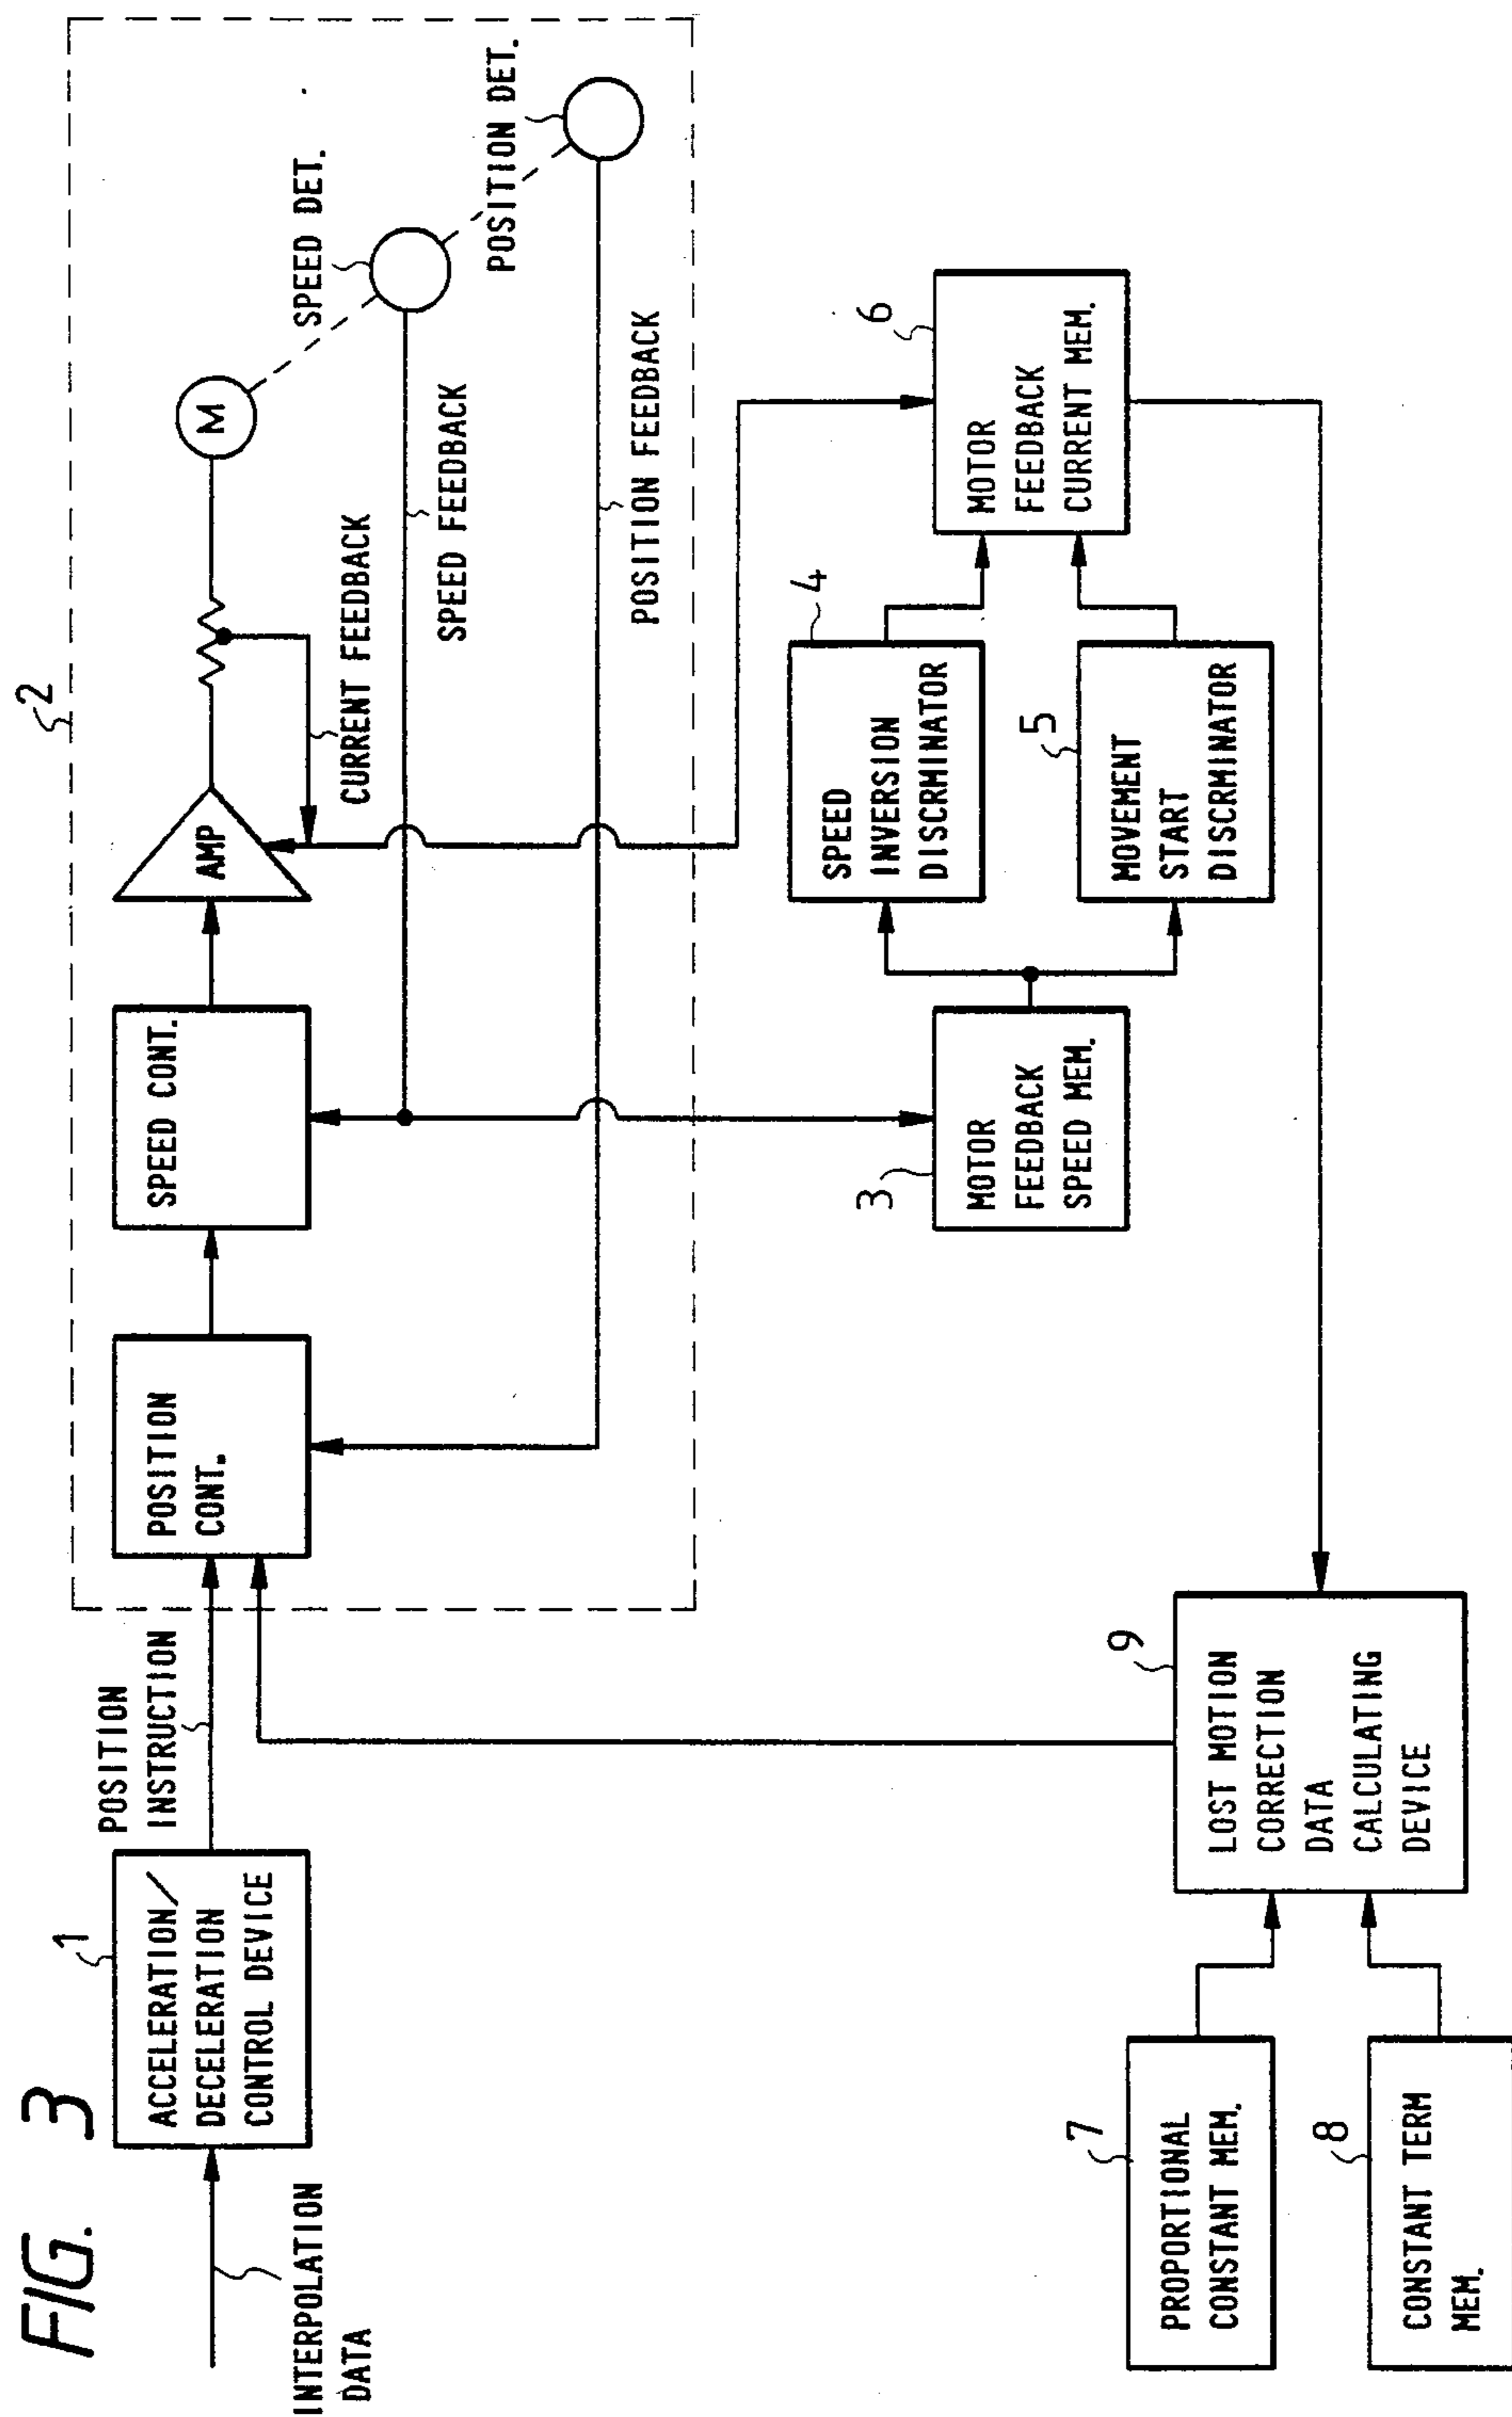 FIG. 3
INTERPOLATION
DATA
1
ACCELERATION/
DECELERATION
CONTROL DEVICE
POSITION
INSTRUCTION
2
POSITION
CONT.
SPEED CONT.
AMP
CURRENT FEEDBACK
M
SPEED DET.
SPEED FEEDBACK
POSITION DET.
POSITION FEEDBACK
3
MOTOR
FEEDBACK
SPEED MEM.
4
SPEED
INVERSION
DISCRMINATOR
5
MOVEMENT
START
DISCRMINATOR
6
MOTOR
FEEDBACK
CURRENT MEM.
7
PROPORTIONAL
CONSTANT MEM.
8
CONSTANT TERM
MEM.
9
LOST MOTION
CORRECTION
DATA
CALCULATING
DEVICE